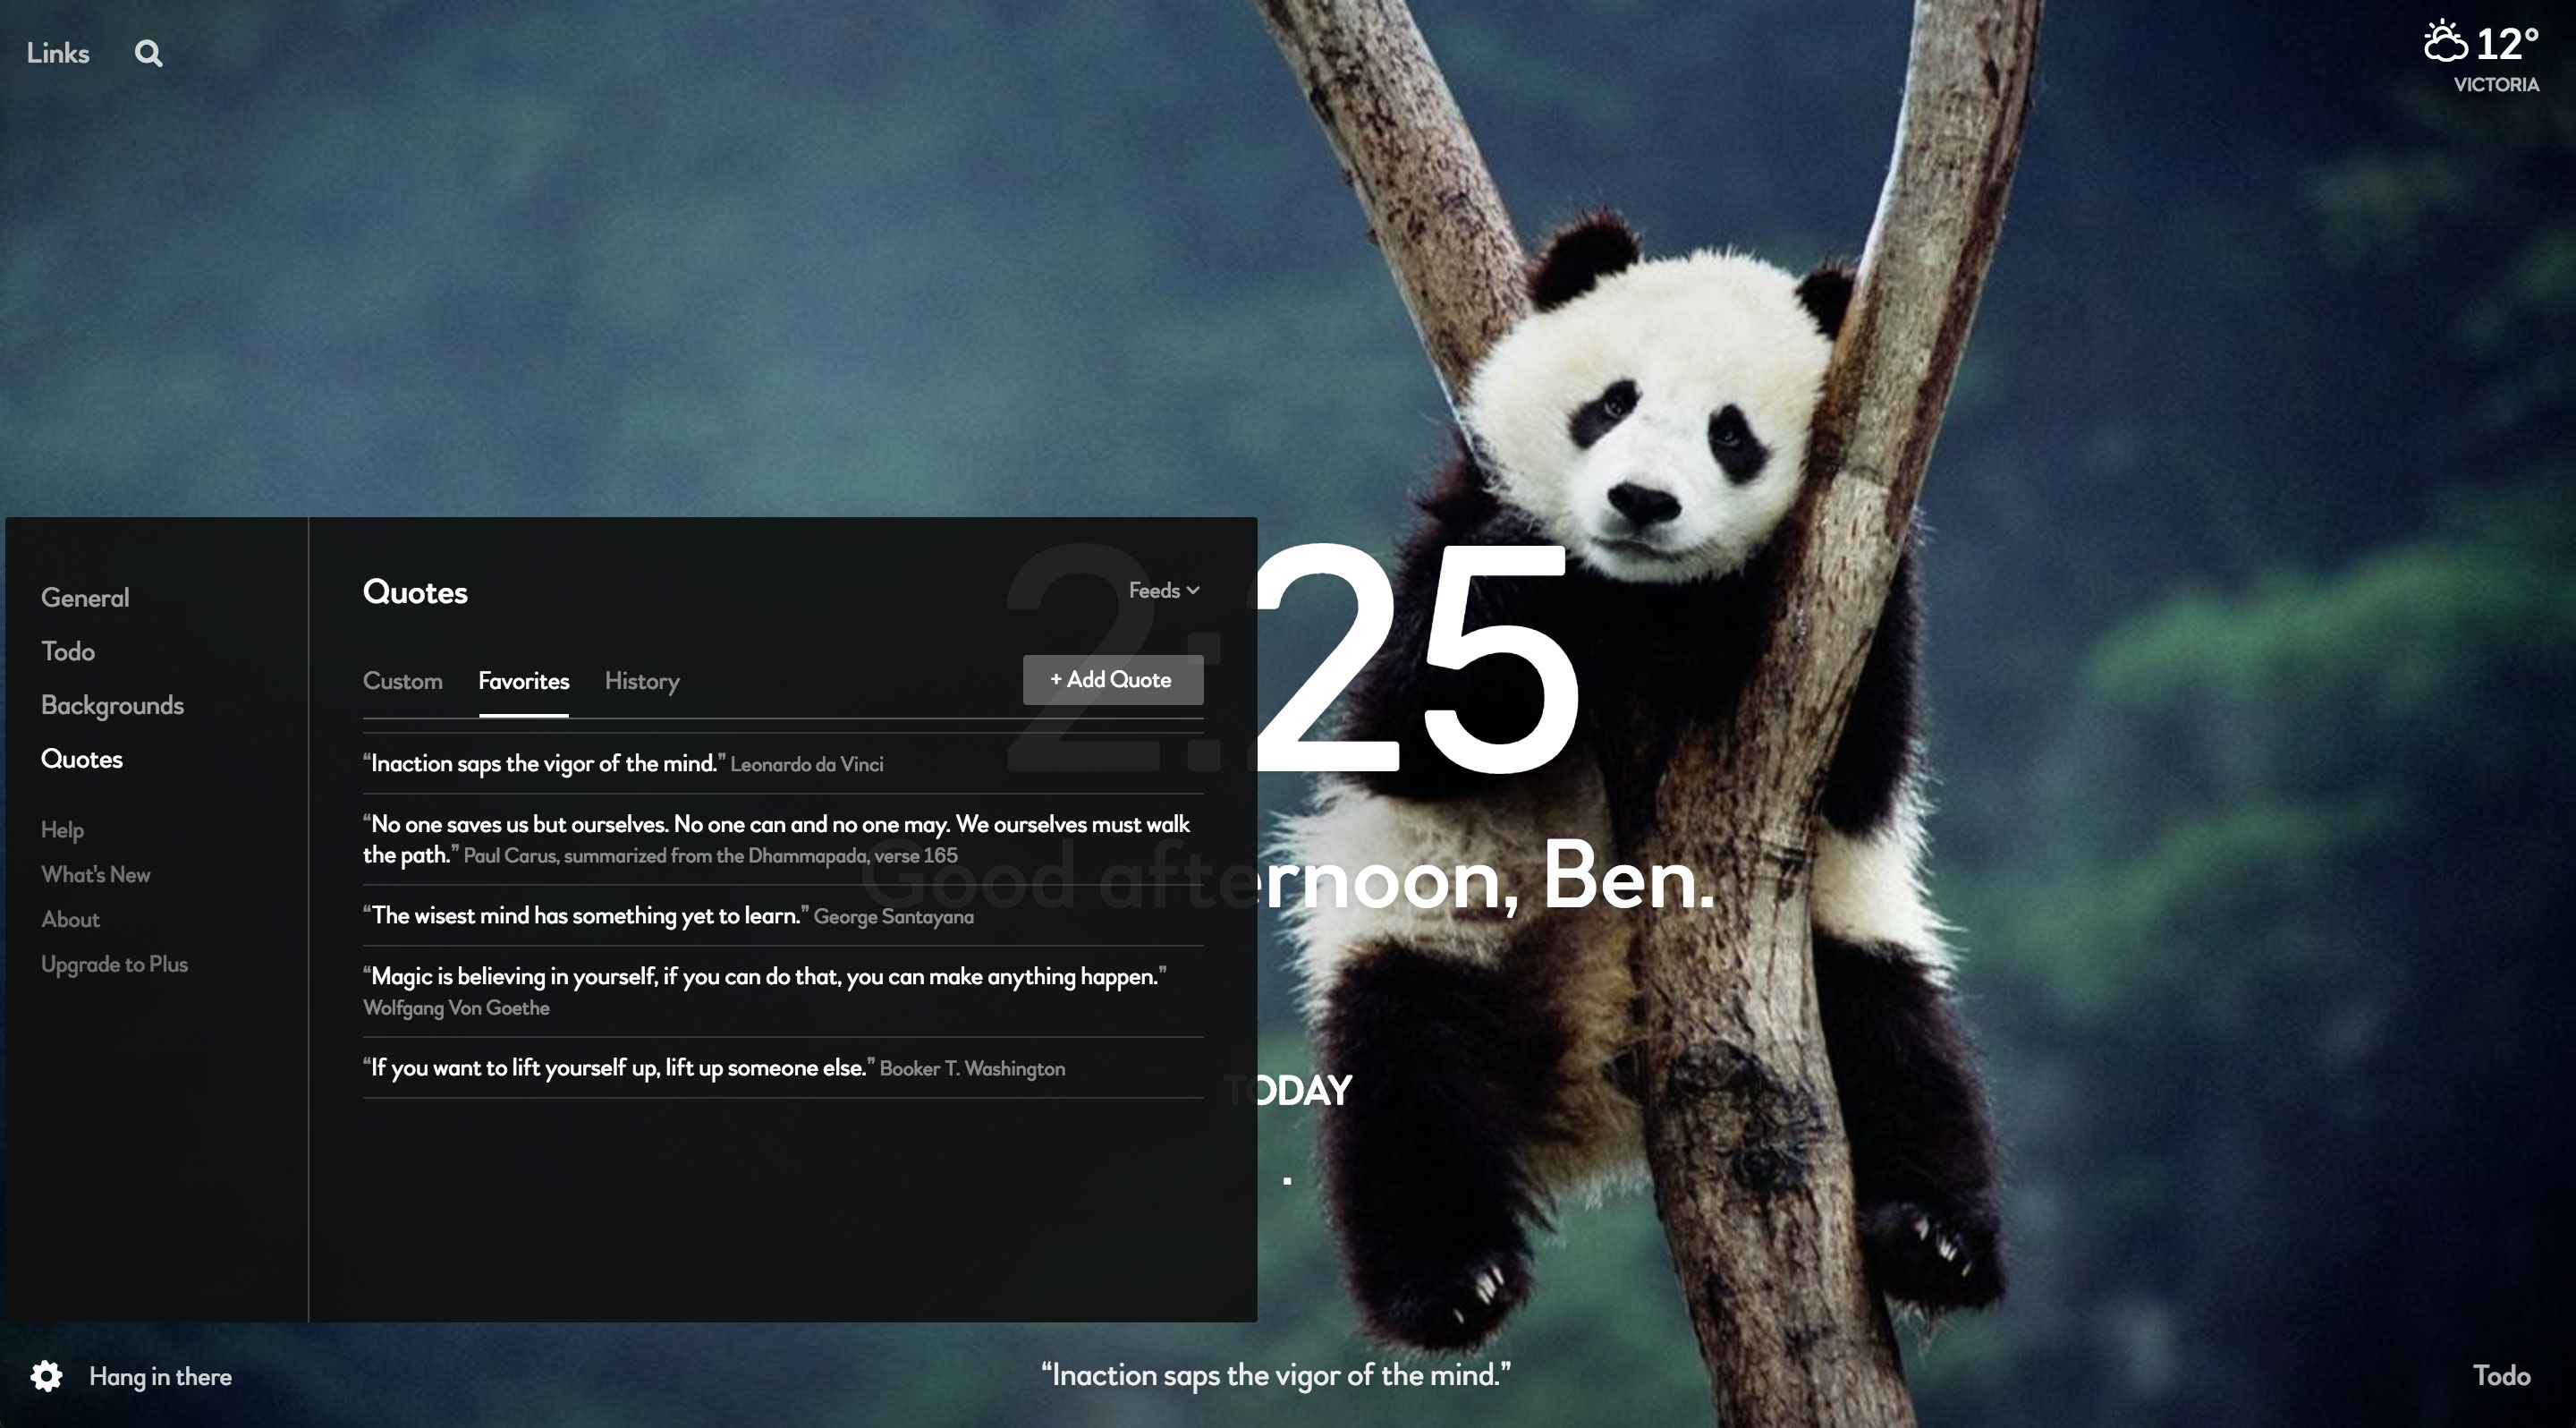 Links
12°
VICTORIA
General
Todo
Backgrounds
Quotes
Help
What's New
About
Upgrade to Plus
Quotes
Feeds
Custom Favorites History
+ Add Quote
“Inaction saps the vigor of the mind.” Leonardo da Vinci
“No one saves us but ourselves. No one can and no one may. We ourselves must walk
the path.” Paul Carus, summarized from the Dhammapada, verse 165
“The wisest mind has something yet to learn.” George Santayana
“Magic is believing in yourself, if you can do that, you can make anything happen.”
Wolfgang Von Goethe
“If you want to lift yourself up, lift up someone else.” Booker T. Washington
2:25
Good afternoon, Ben.
TODAY
.
Hang in there
“Inaction saps the vigor of the mind.”
Todo